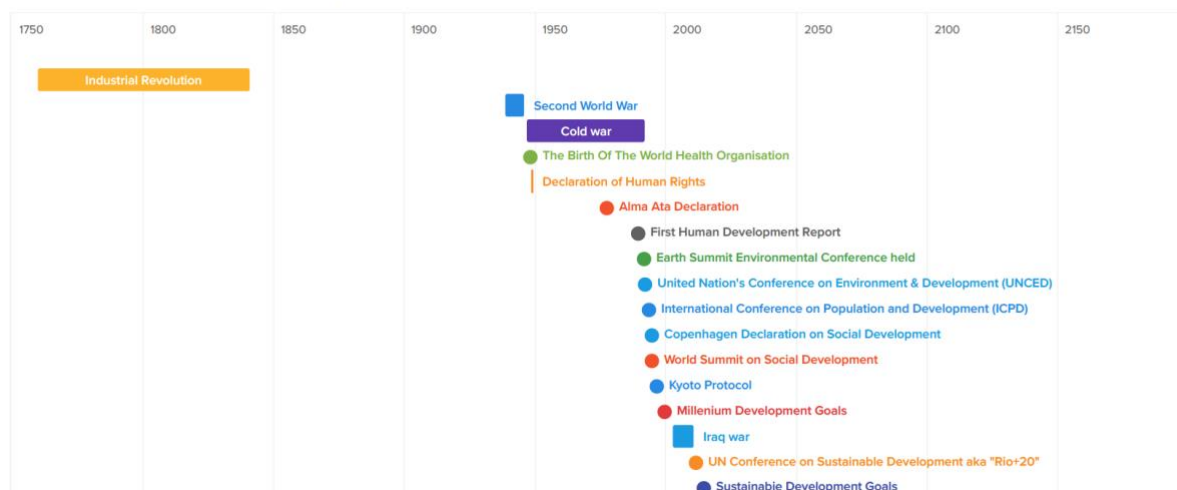 1750 1800 1850 1900 1950 2000 2050 2100 2150
Industrial Revolution
Second World War
Cold war
The Birth Of The World Health Organisation
Declaration of Human Rights
Alma Ata Declaration
First Human Development Report
Earth Summit Environmental Conference held
United Nation's Conference on Environment & Development (UNCED)
International Conference on Population and Development (ICPD)
Copenhagen Declaration on Social Development
World Summit on Social Development
Kyoto Protocol
Millenium Development Goals
Iraq war
UN Conference on Sustainable Development aka "Rio+20"
Sustainable Development Goals